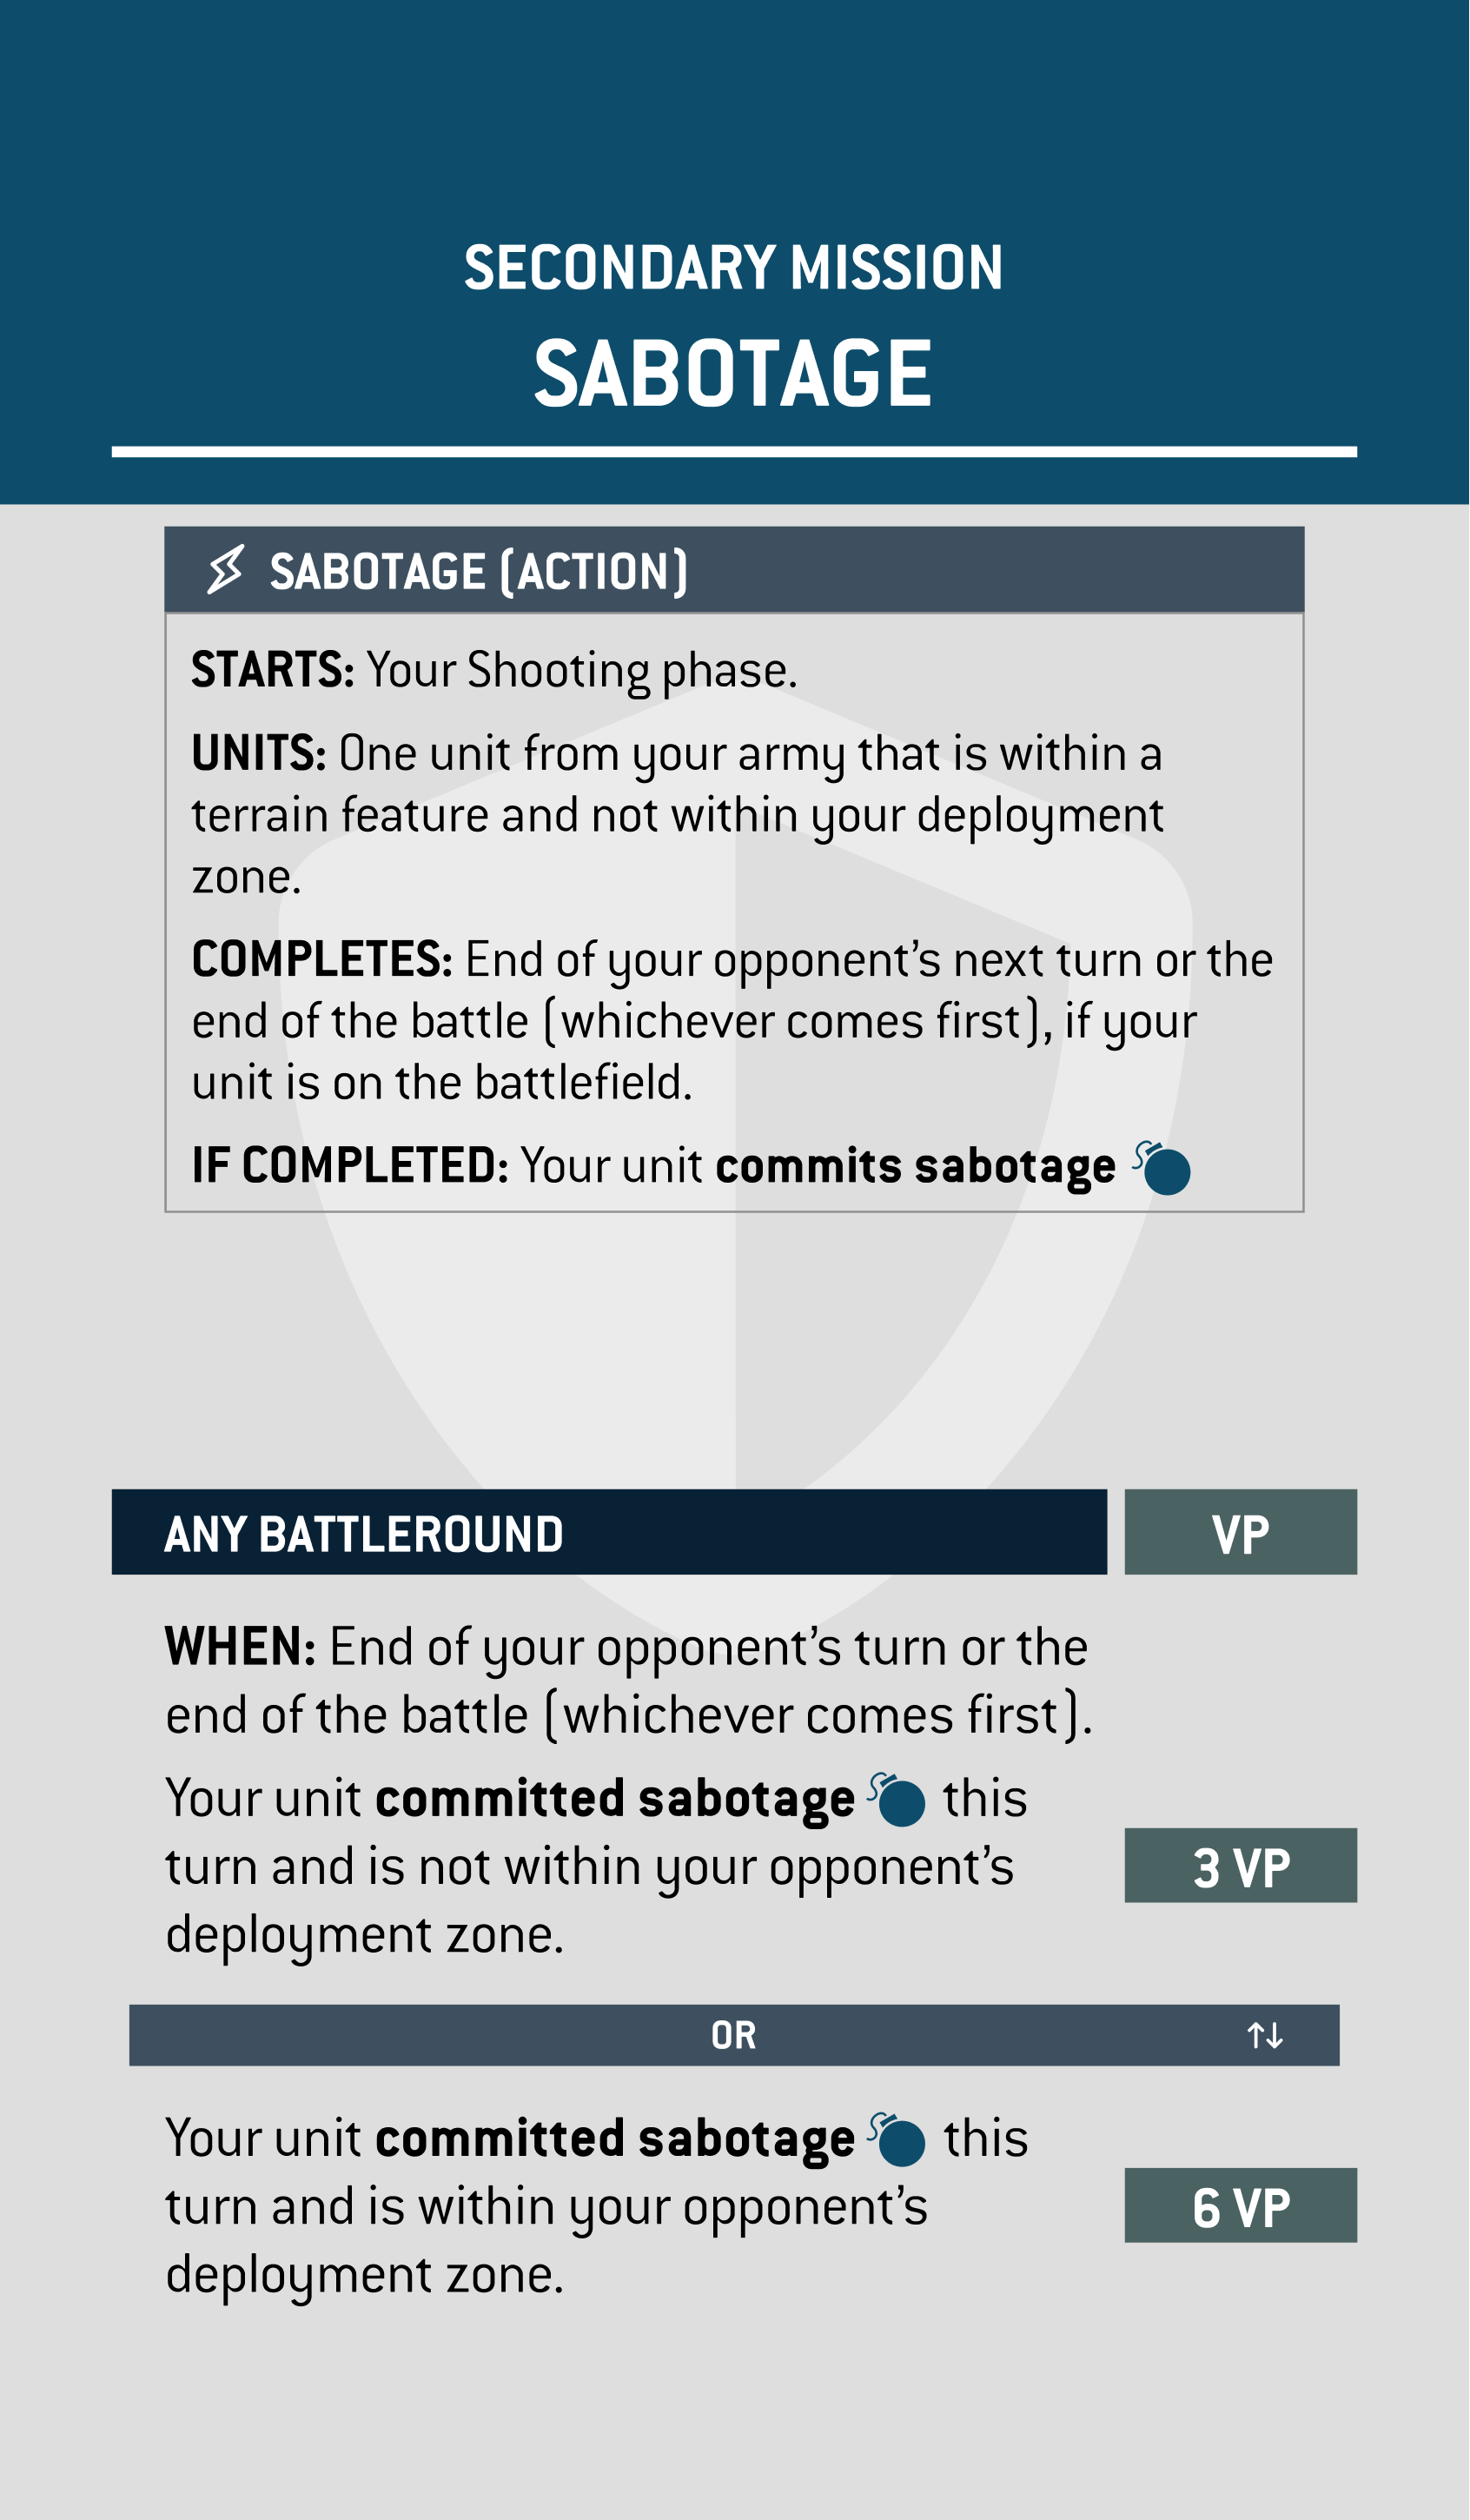 SECONDARY MISSION
SABOTAGE
SABOTAGE (ACTION)
STARTS: Your Shooting phase.
UNITS: One unit from your army that is within a
terrain feature and not within your deployment
zone.
COMPLETES: End of your opponent’s next turn or the
end of the battle (whichever comes first), if your
unit is on the battlefield.
IF COMPLETED: Your unit commits sabotage
ANY BATTLEROUND
VP
WHEN: End of your opponent’s turn or the
end of the battle (whichever comes first).
Your unit committed sabotage this
turn and is not within your opponent’s
deployment zone.
3 VP
OR
Your unit committed sabotage this
turn and is within your opponent’s
deployment zone.
6 VP